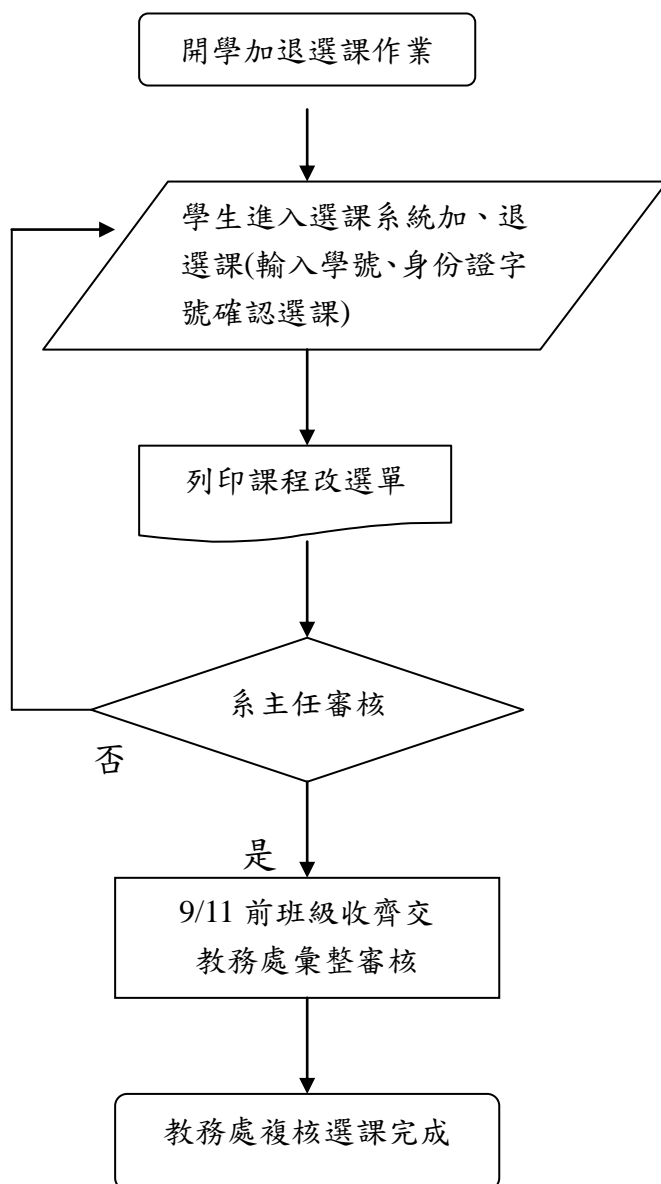 開學加退選課作業
學生進入選課系統加、退
選課(輸入學號、身份證字
號確認選課)
列印課程改選單
系主任審核
否
是
9/11 前班級收齊交
教務處彙整審核
教務處複核選課完成